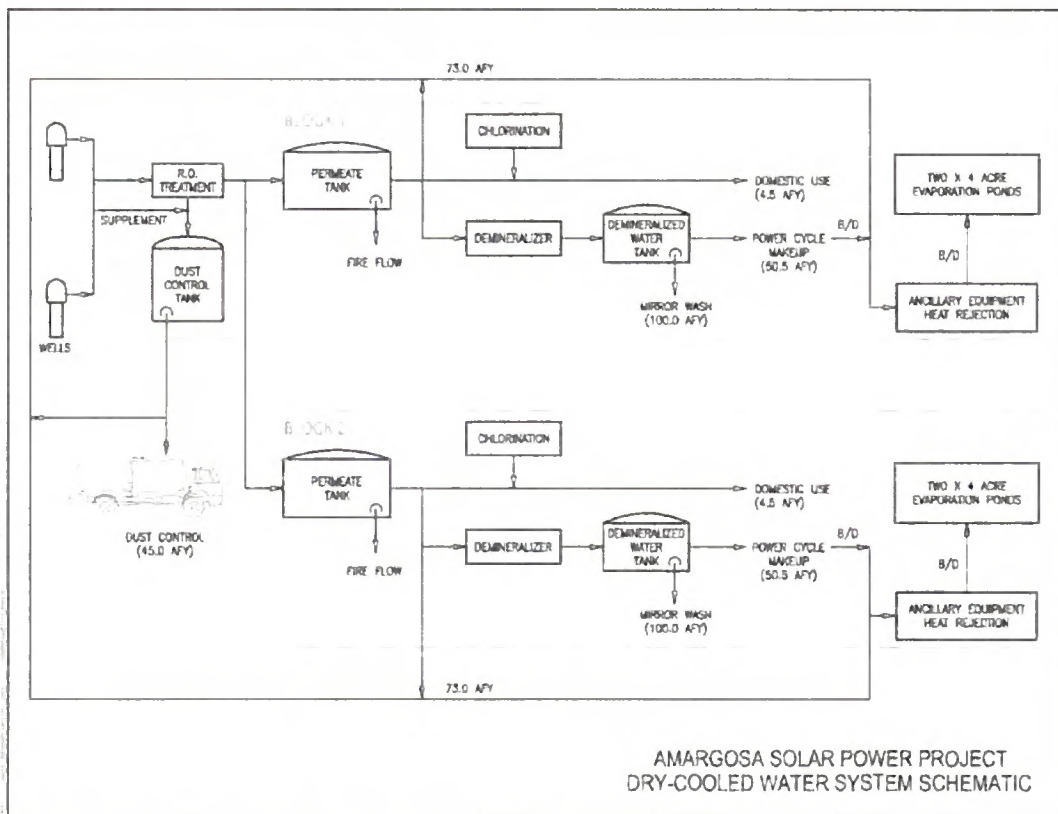 73.0 AFY
BLOCK 1
CHLORINATION
R.O.
TREATMENT
PERMEATE
TANK
TWO X 4 ACRE
EVAPORATION PONDS
DOMESTIC USE
(4.5 AFY)
SUPPLEMENT
DEMINERALIZER
DEMINERALIZED
WATER
TANK
B/D
POWER CYCLE
MAKEUP
(50.5 AFY)
B/D
FIRE FLOW
DUST
CONTROL
TANK
MIRROR WASH
(100.0 AFY)
ANCILLARY EQUIPMENT
HEAT REJECTION
WELLS
BLOCK 2
CHLORINATION
PERMEATE
TANK
TWO X 4 ACRE
EVAPORATION PONDS
DOMESTIC USE
(4.5 AFY)
DUST CONTROL
(45.0 AFY)
FIRE FLOW
DEMINERALIZER
DEMINERALIZED
WATER
TANK
B/D
POWER CYCLE
MAKEUP
(50.5 AFY)
B/D
MIRROR WASH
(100.0 AFY)
ANCILLARY EQUIPMENT
HEAT REJECTION
73.0 AFY
AMARGOSA SOLAR POWER PROJECT
DRY-COOLED WATER SYSTEM SCHEMATIC